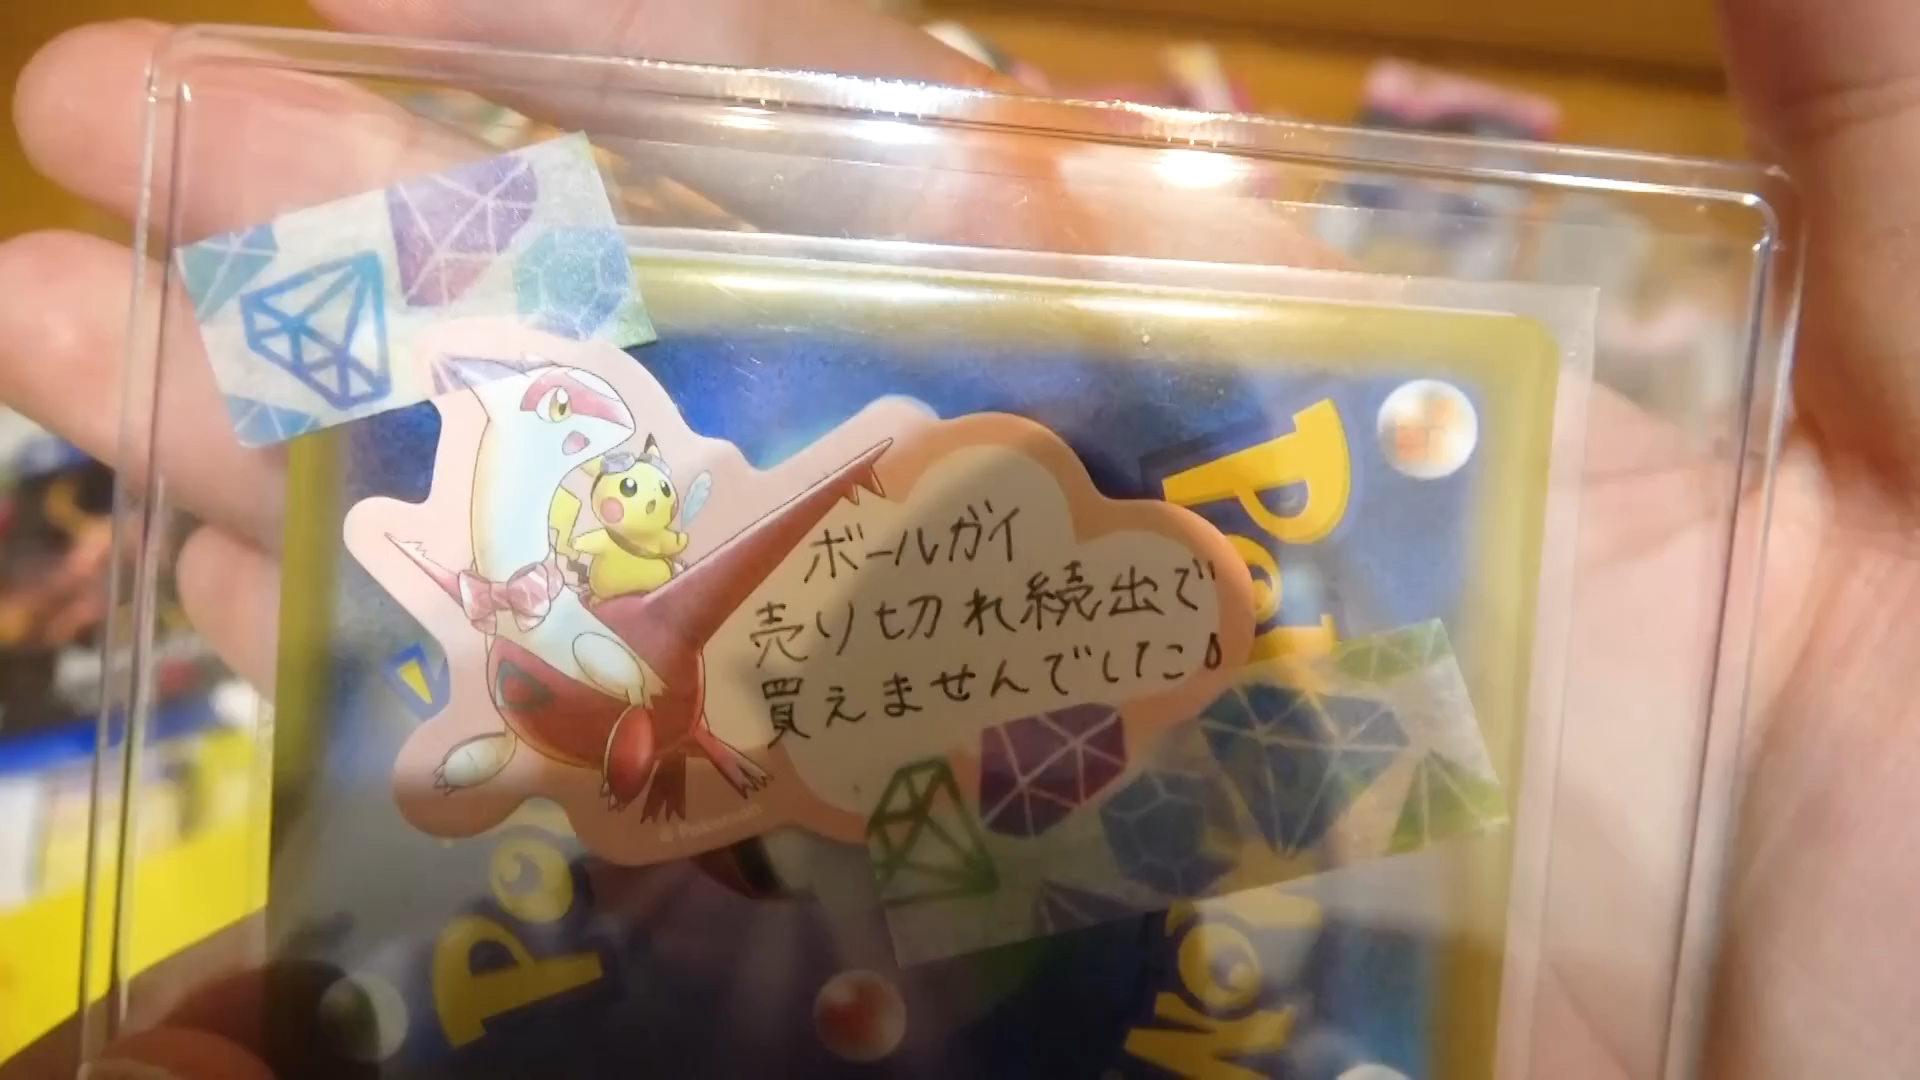 ボールガイ
売り切れ続出で
買えませんでした
© Pokémon